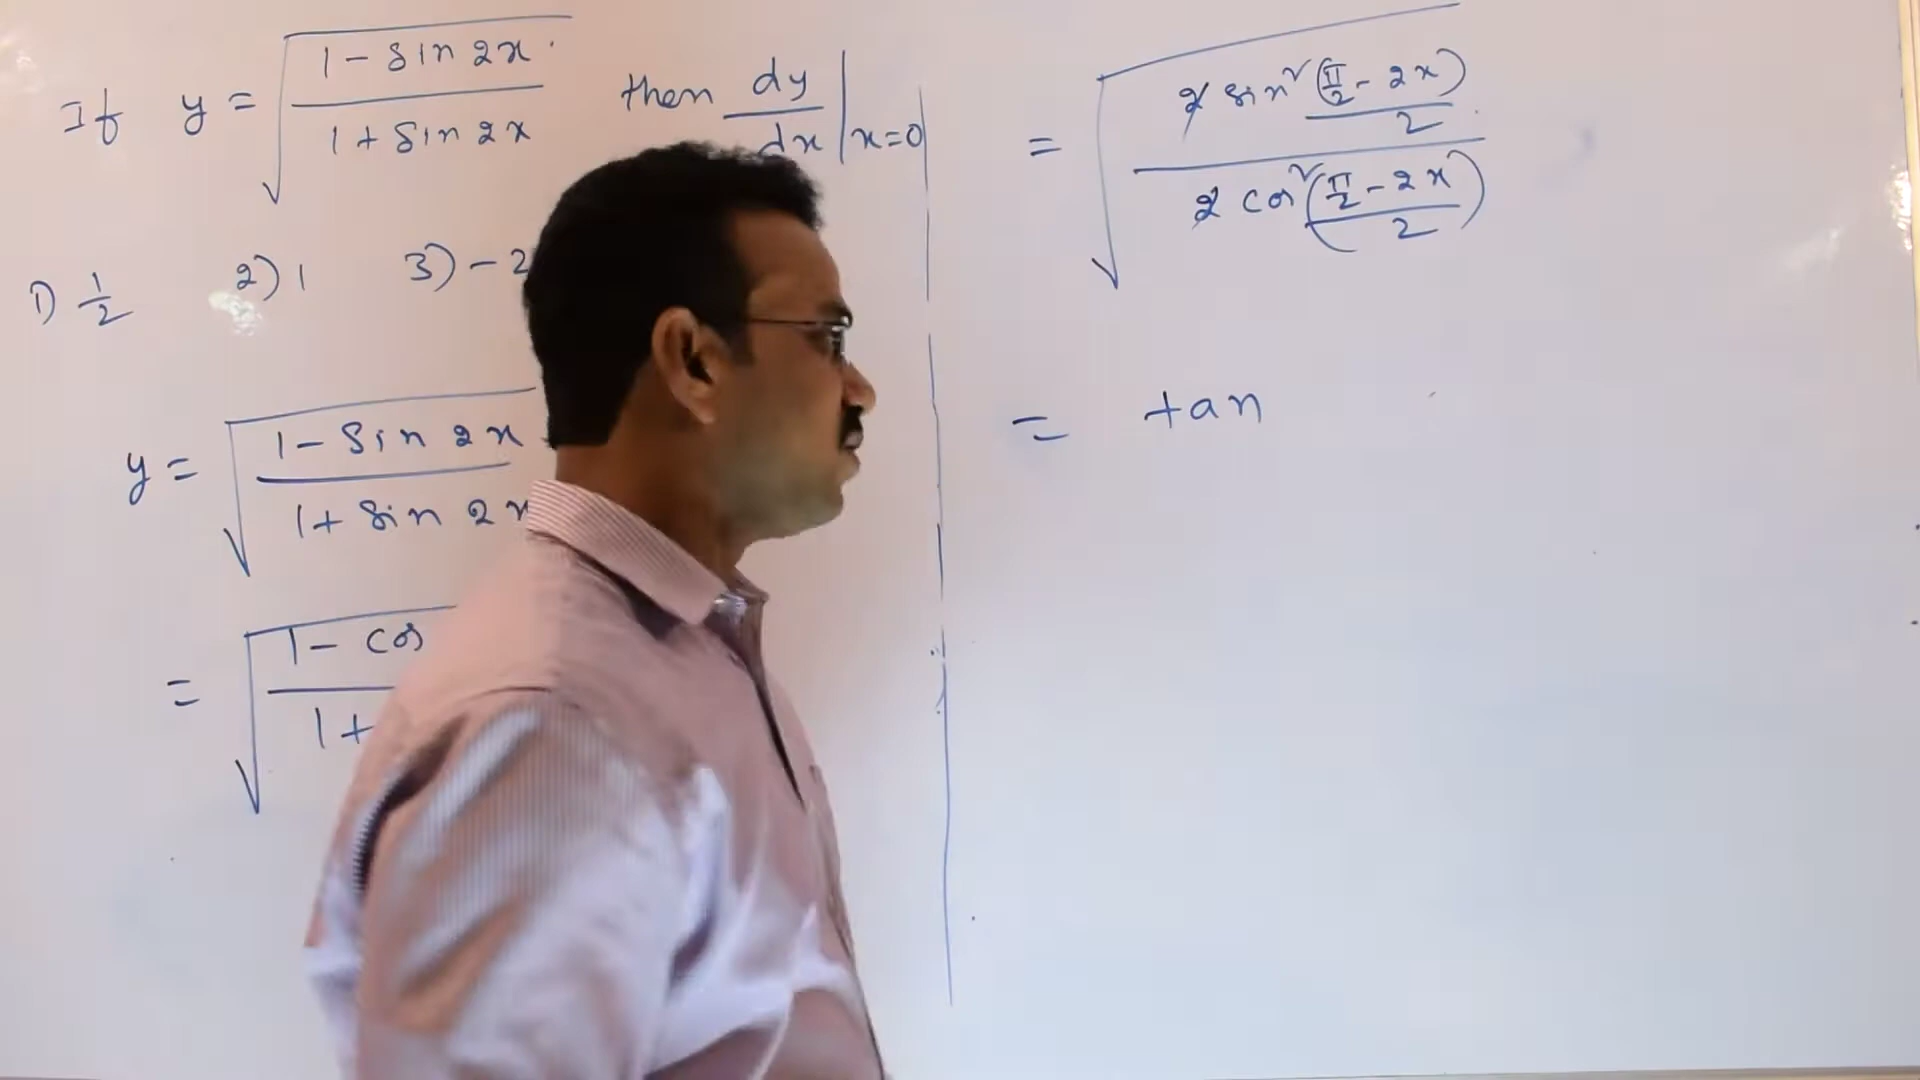 If y = √((1 - sin 2x)/(1 + sin 2x)) then dy/dx | x=0
1) 1/2 2) 1 3) -2
y = √((1 - sin 2x)/(1 + sin 2x
= √((1 - cos
1 +
= √((2 sin² ((π/2 - 2x)/2))/(2 cos² ((π/2 - 2x)/2)))
= tan